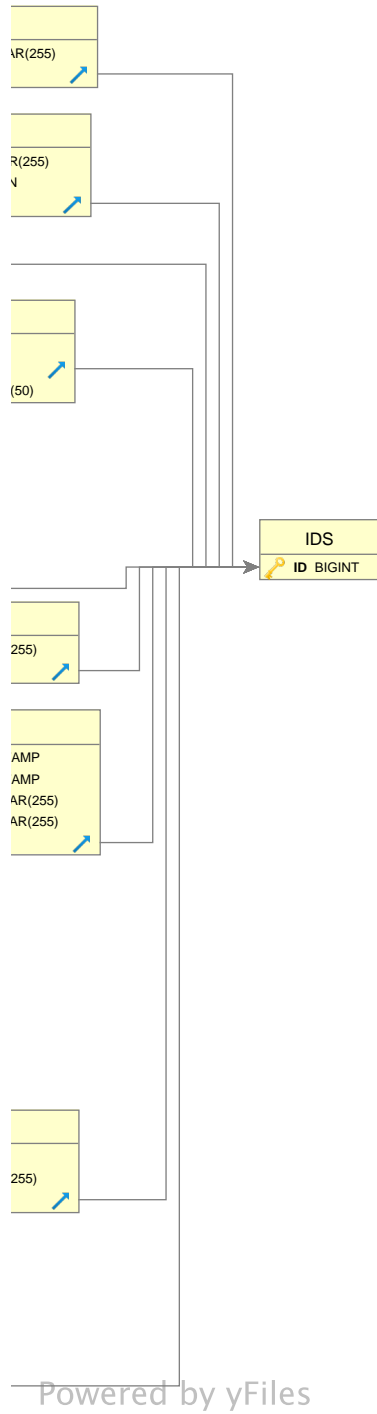 AR(255)
R(255)
N
(50)
IDS
ID BIGINT
255)
AMP
AMP
AR(255)
AR(255)
255)
Powered by yFiles